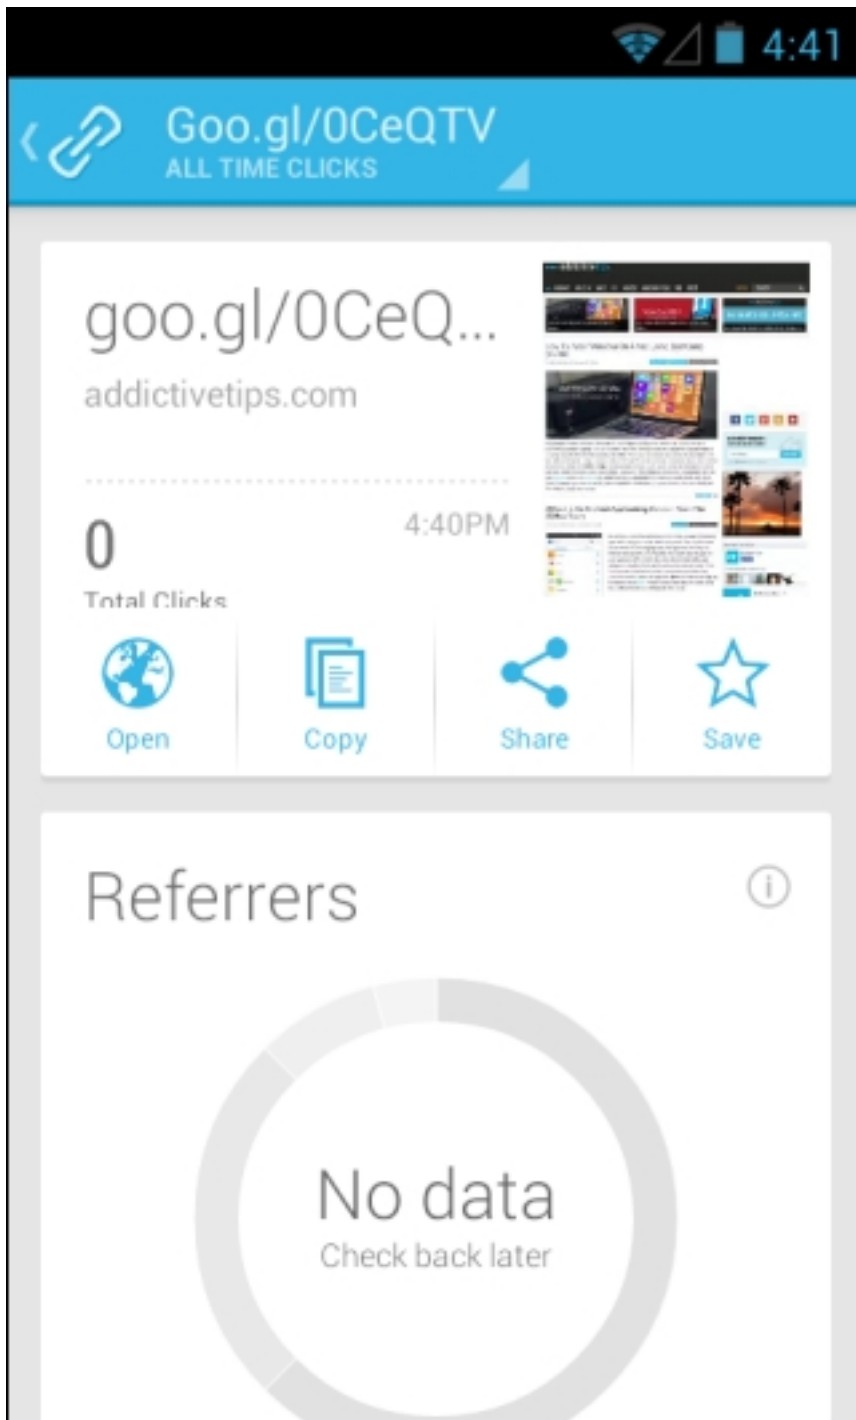 4:41
Goo.gl/0CeQTV
ALL TIME CLICKS
goo.gl/0CeQ...
addictivetips.com
0
4:40PM
Total Clicks
Open
Copy
Share
Save
Referrers
No data
Check back later